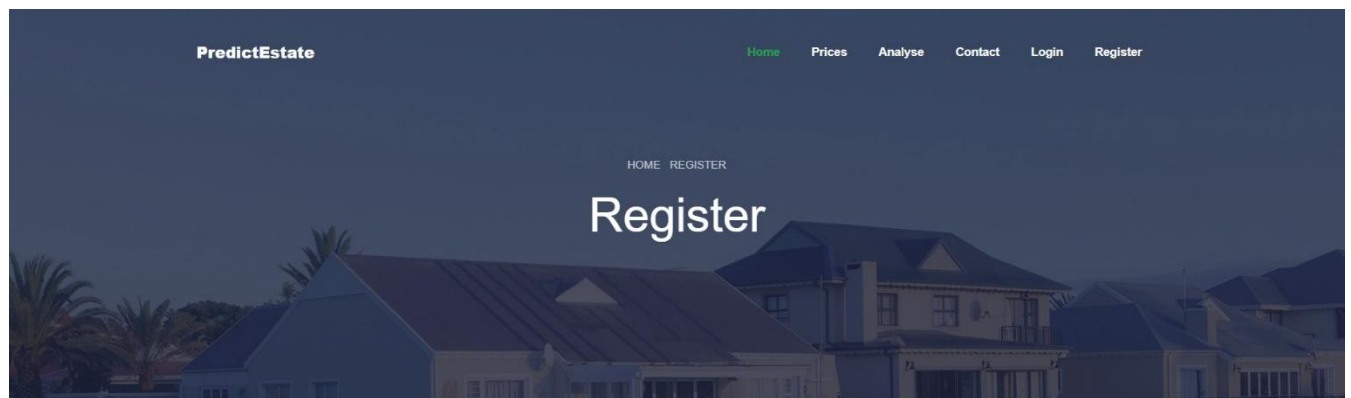 PredictEstate Home Prices Analyse Contact Login Register
HOME REGISTER
Register